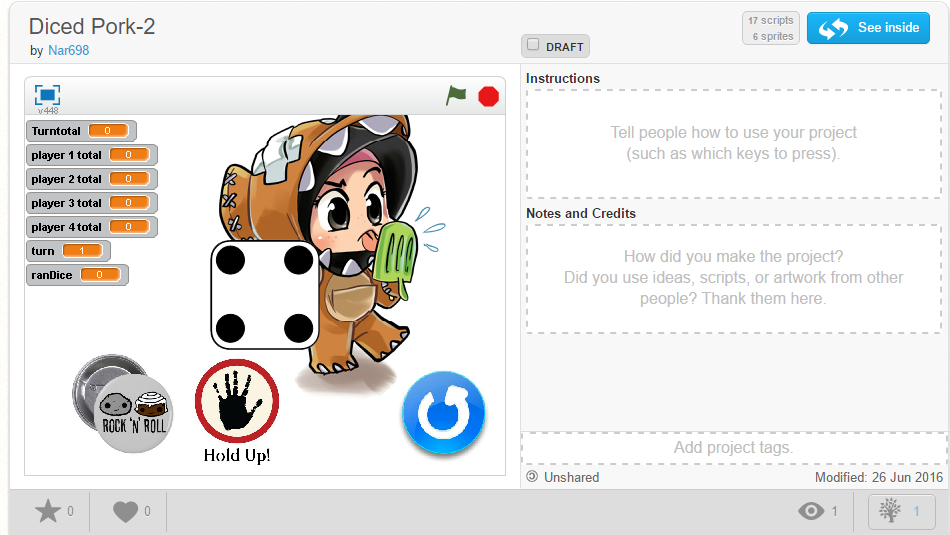 Diced Pork-2
by Nar698
DRAFT
17 scripts
6 sprites
See inside
v448
Turntotal 0
player 1 total 0
player 2 total 0
player 3 total 0
player 4 total 0
turn 1
ranDice 0
ROCK 'N' ROLL
Hold Up!
Instructions
Tell people how to use your project
(such as which keys to press).
Notes and Credits
How did you make the project?
Did you use ideas, scripts, or artwork from other
people? Thank them here.
Add project tags.
Unshared
Modified: 26 Jun 2016
0
0
1
1